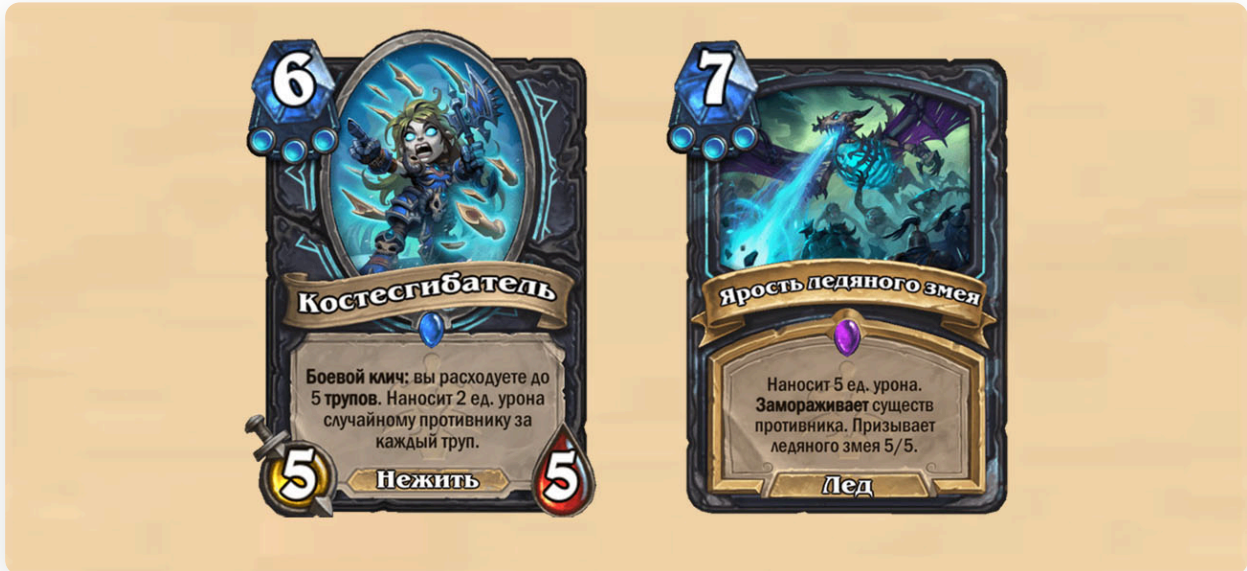 6
Костесгибатель
Боевой клич: вы расходуете до
5 трупов. Наносит 2 ед. урона
случайному противнику за
каждый труп.
5
Нежить
5
7
Ярость ледяного змея
Наносит 5 ед. урона.
Замораживает существ
противника. Призывает
ледяного змея 5/5.
Лед